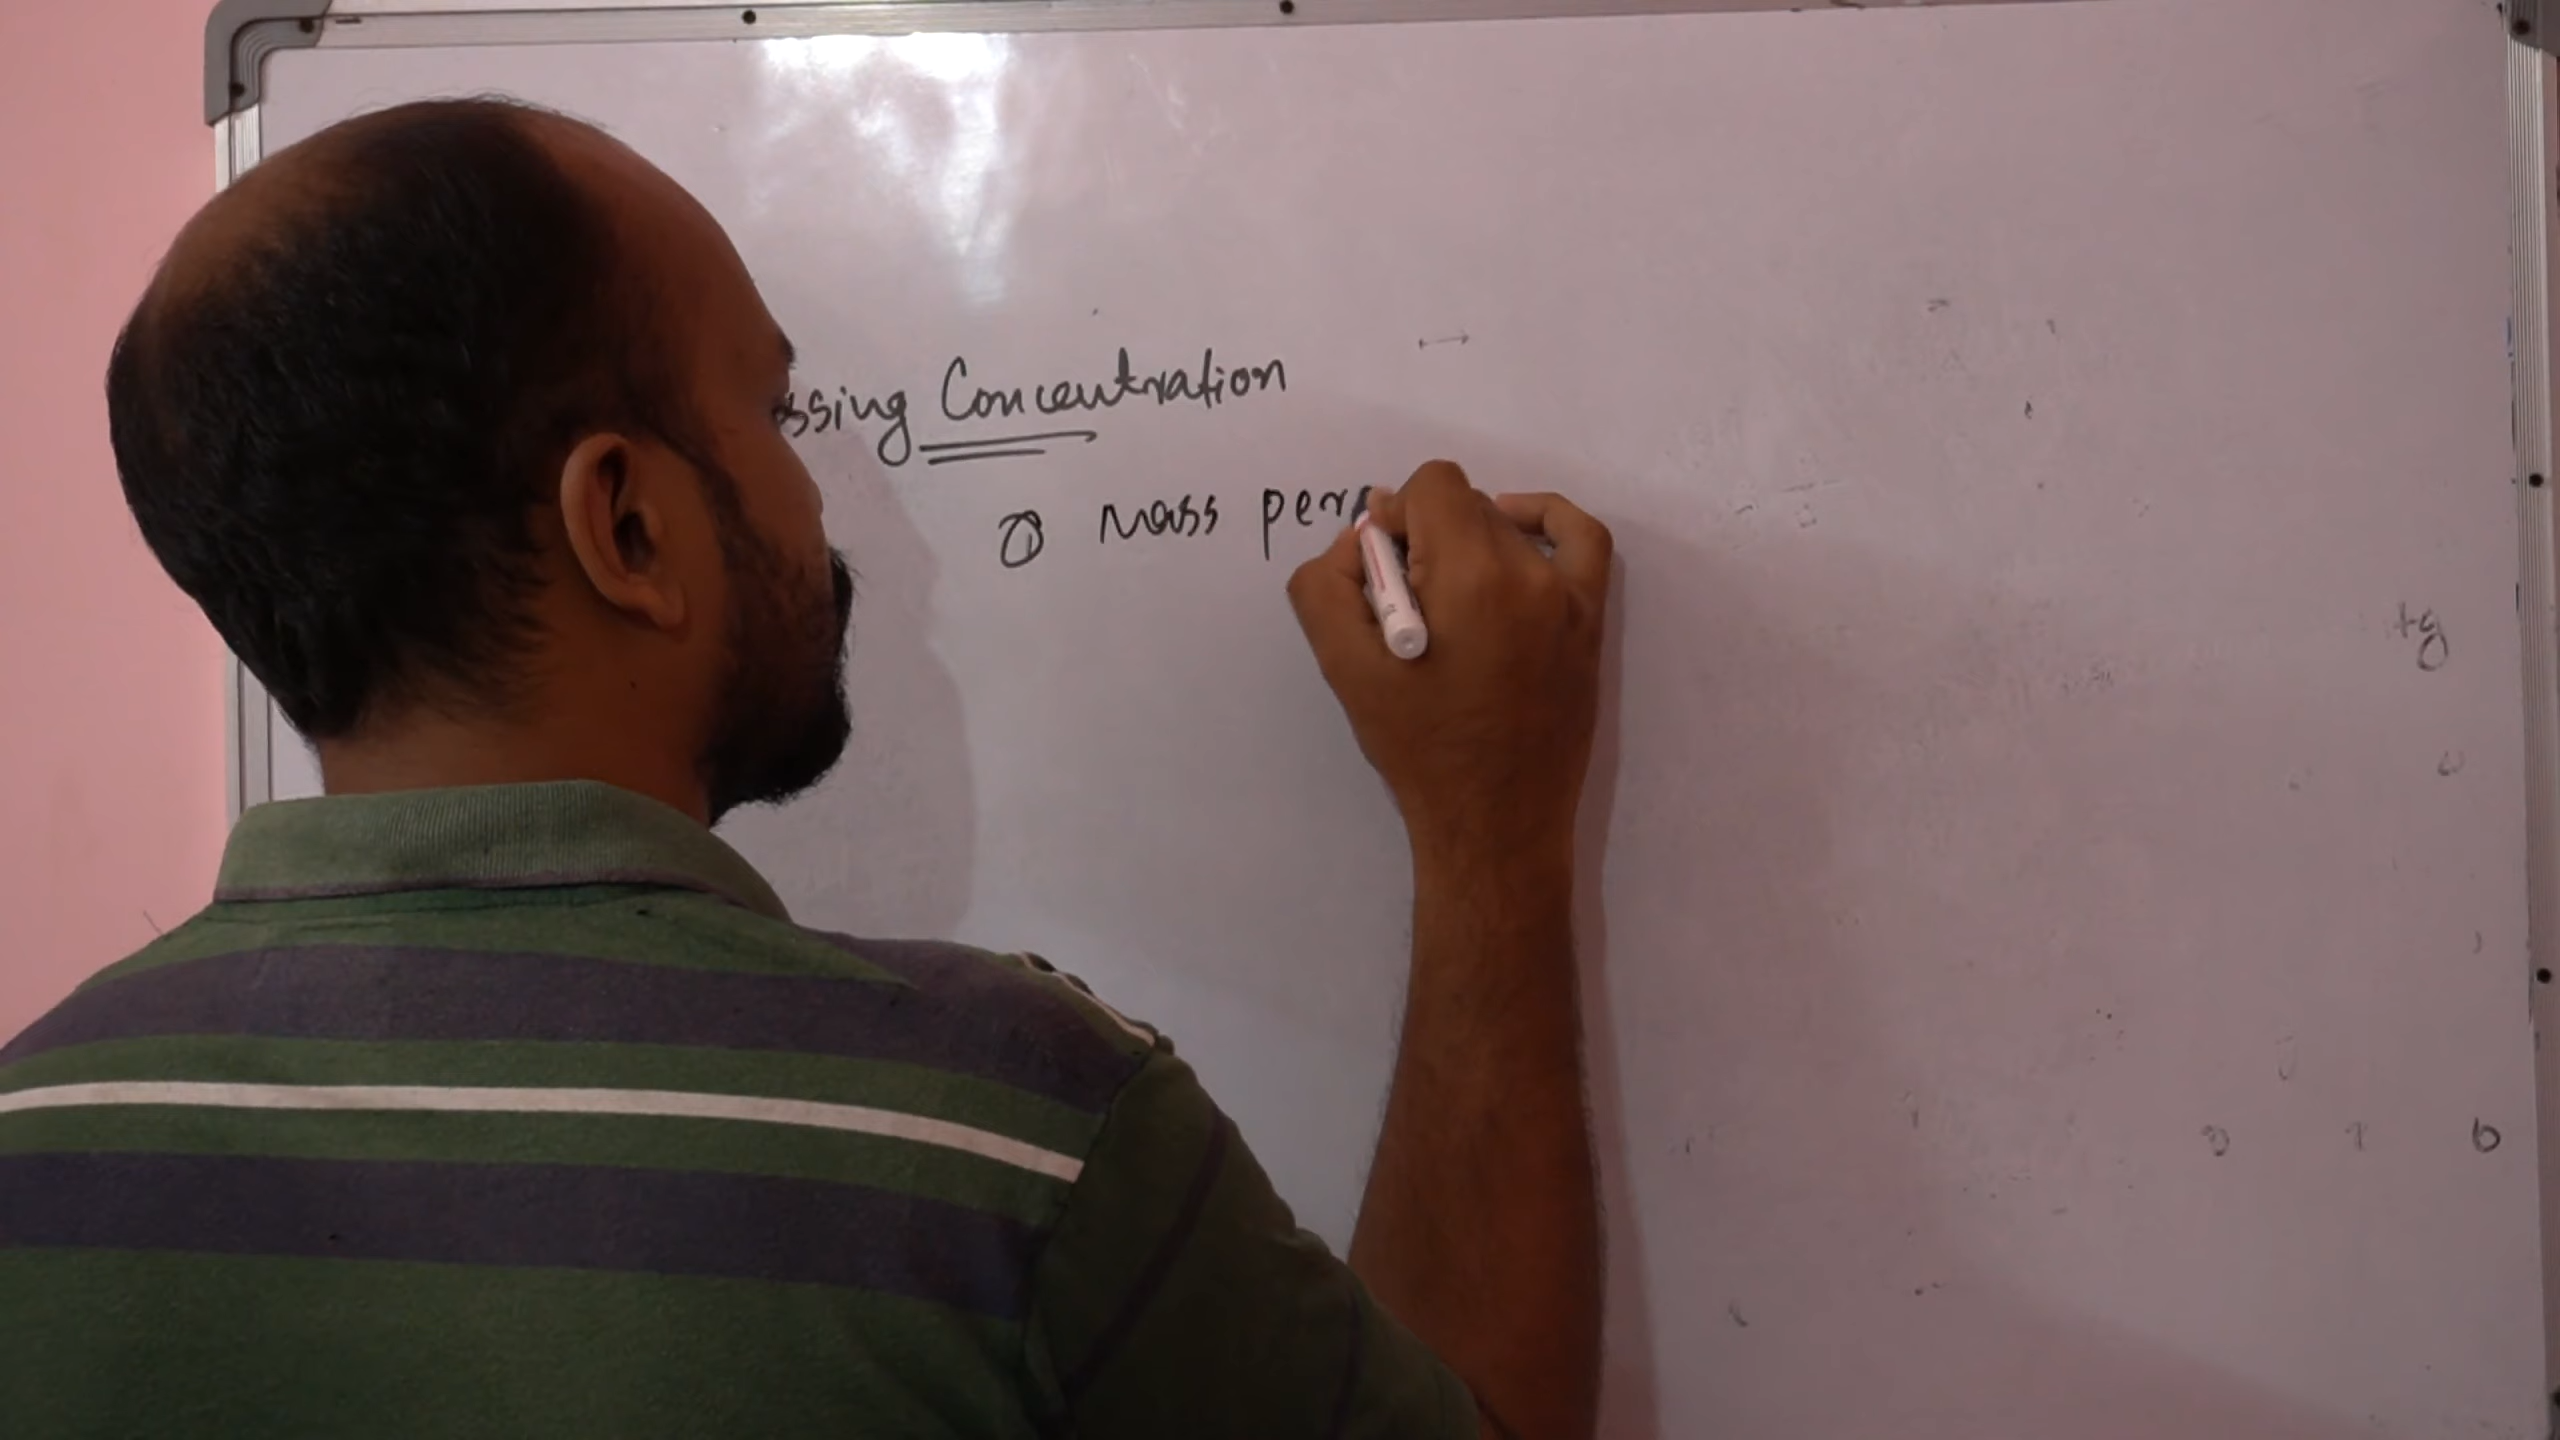 ssing Concentration
① Mass per